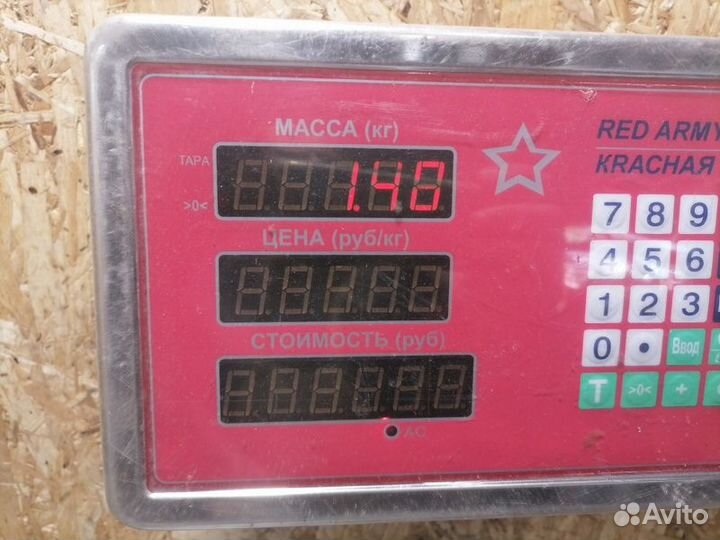 МАССА (кг)
ТАРА
>0<
1.40
ЦЕНА (руб/кг)
СТОИМОСТЬ (руб)
AC
RED ARMY
КRАСНАЯ
7 8 9
4 5 6
1 2 3
0 • Ввод
T >0< +
Avito